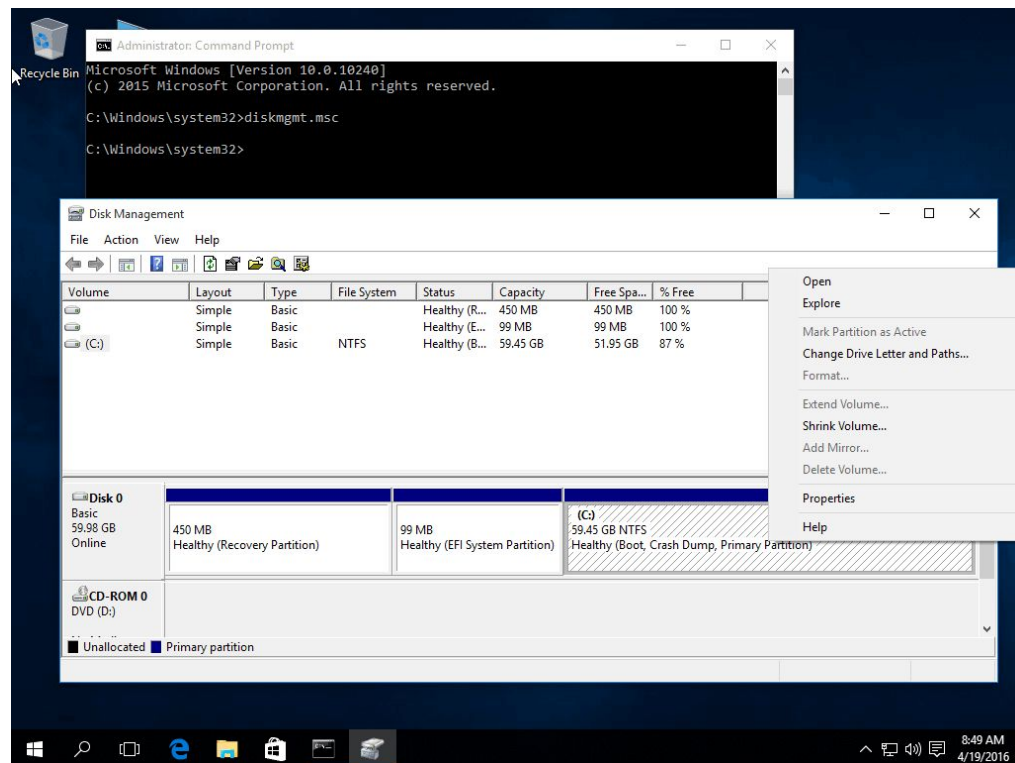 Recycle Bin
Administrator: Command Prompt
Microsoft Windows [Version 10.0.10240]
(c) 2015 Microsoft Corporation. All rights reserved.
C:\Windows\system32>diskmgmt.msc
C:\Windows\system32>
Disk Management
File Action View Help
Volume Layout Type File System Status Capacity Free Spa... % Free
Simple Basic Healthy (R... 450 MB 450 MB 100 %
Simple Basic Healthy (E... 99 MB 99 MB 100 %
(C:) Simple Basic NTFS Healthy (B... 59.45 GB 51.95 GB 87 %
Open
Explore
Mark Partition as Active
Change Drive Letter and Paths...
Format...
Extend Volume...
Shrink Volume...
Add Mirror...
Delete Volume...
Properties
Help
Disk 0
Basic
59.98 GB
Online
450 MB
Healthy (Recovery Partition)
99 MB
Healthy (EFI System Partition)
(C:)
59.45 GB NTFS
Healthy (Boot, Crash Dump, Primary Partition)
CD-ROM 0
DVD (D:)
Unallocated Primary partition
8:49 AM
4/19/2016